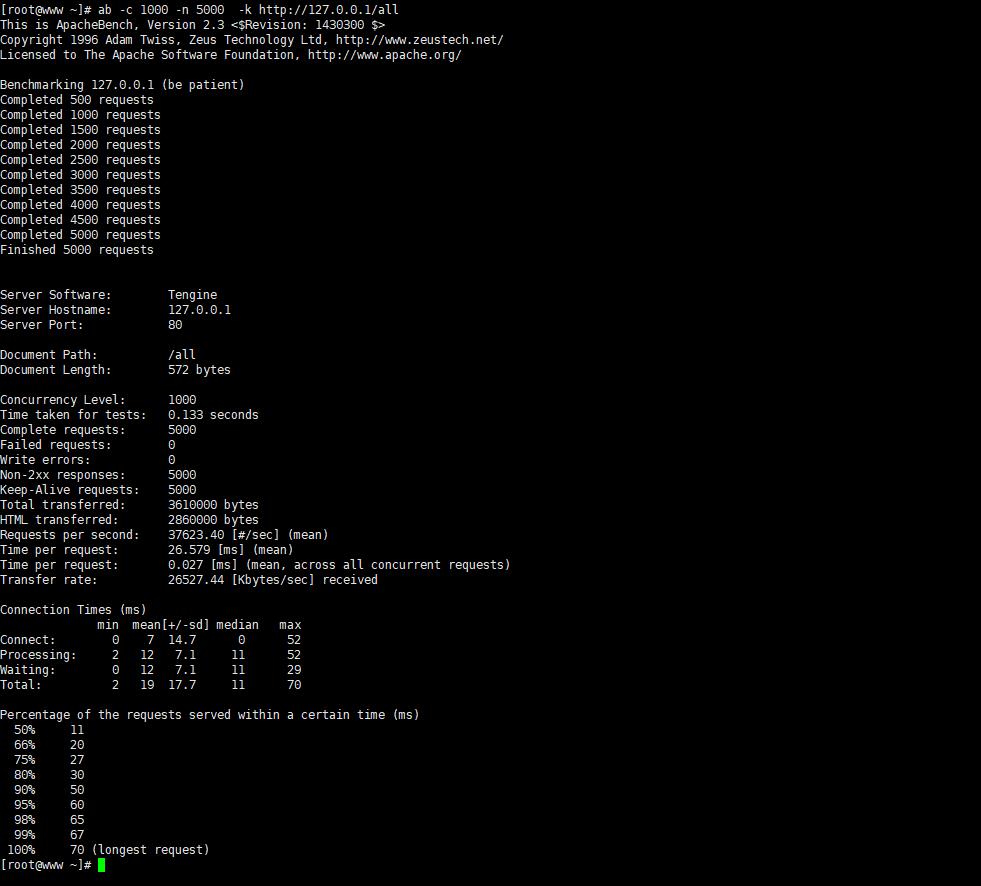 [root@www ~]# ab -c 1000 -n 5000  -k http://127.0.0.1/all
This is ApacheBench, Version 2.3 <$Revision: 1430300 $>
Copyright 1996 Adam Twiss, Zeus Technology Ltd, http://www.zeustech.net/
Licensed to The Apache Software Foundation, http://www.apache.org/

Benchmarking 127.0.0.1 (be patient)
Completed 500 requests
Completed 1000 requests
Completed 1500 requests
Completed 2000 requests
Completed 2500 requests
Completed 3000 requests
Completed 3500 requests
Completed 4000 requests
Completed 4500 requests
Completed 5000 requests
Finished 5000 requests


Server Software:        Tengine
Server Hostname:        127.0.0.1
Server Port:            80

Document Path:          /all
Document Length:        572 bytes

Concurrency Level:      1000
Time taken for tests:   0.133 seconds
Complete requests:      5000
Failed requests:        0
Write errors:           0
Non-2xx responses:      5000
Keep-Alive requests:    5000
Total transferred:      3610000 bytes
HTML transferred:       2860000 bytes
Requests per second:    37623.40 [#/sec] (mean)
Time per request:       26.579 [ms] (mean)
Time per request:       0.027 [ms] (mean, across all concurrent requests)
Transfer rate:          26527.44 [Kbytes/sec] received

Connection Times (ms)
              min  mean[+/-sd] median   max
Connect:        0    7  14.7      0      52
Processing:     2   12   7.1     11      52
Waiting:        0   12   7.1     11      29
Total:          2   19  17.7     11      70

Percentage of the requests served within a certain time (ms)
  50%     11
  66%     20
  75%     27
  80%     30
  90%     50
  95%     60
  98%     65
  99%     67
 100%     70 (longest request)
[root@www ~]#